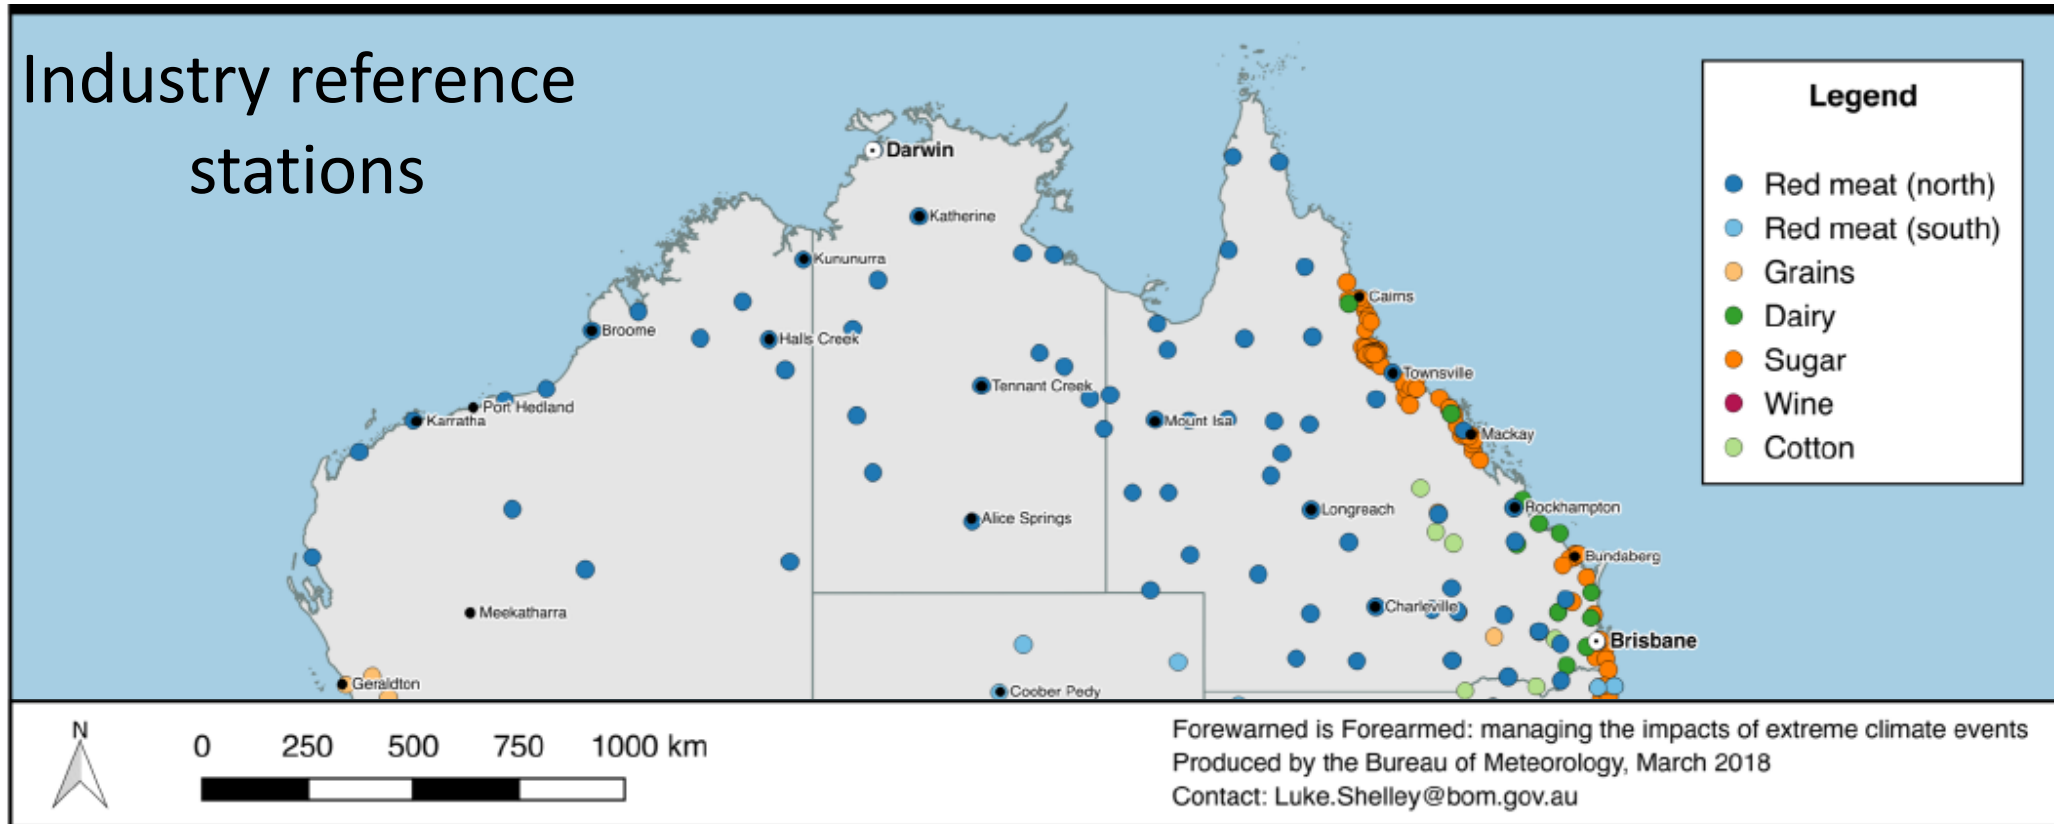 Industry reference
stations
Legend
Red meat (north)
Red meat (south)
Grains
Dairy
Sugar
Wine
Cotton
Darwin
Katherine
Kununurra
Cairns
Broome
Halls Creek
Townsville
Tennant Creek
Port Hedland
Karratha
Mount Isa
Mackay
Longreach
Rockhampton
Alice Springs
Bundaberg
Meekatharra
Charleville
Brisbane
Geraldton
Coober Pedy
N
0 250 500 750 1000 km
Forewarned is Forearmed: managing the impacts of extreme climate events
Produced by the Bureau of Meteorology, March 2018
Contact: Luke.Shelley@bom.gov.au